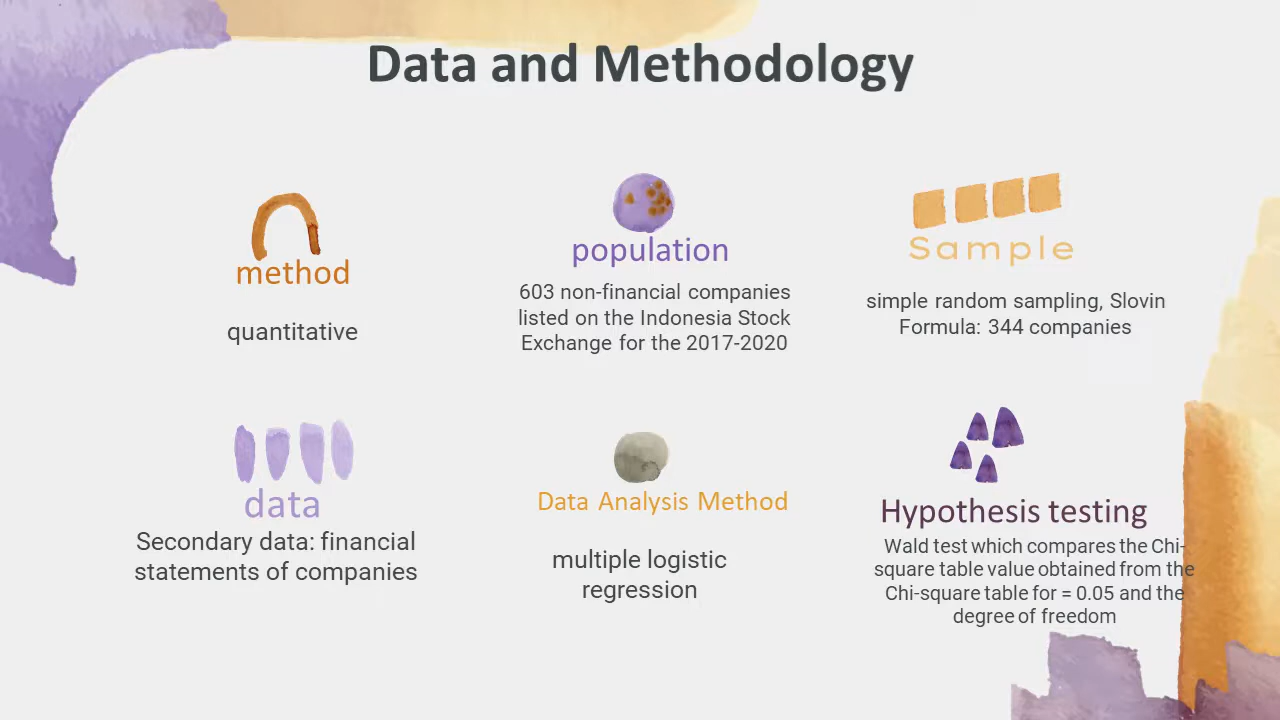 Data and Methodology
method
quantitative
population
603 non-financial companies
listed on the Indonesia Stock
Exchange for the 2017-2020
Sample
simple random sampling, Slovin
Formula: 344 companies
data
Secondary data: financial
statements of companies
Data Analysis Method
multiple logistic
regression
Hypothesis testing
Wald test which compares the Chi-
square table value obtained from the
Chi-square table for = 0.05 and the
degree of freedom